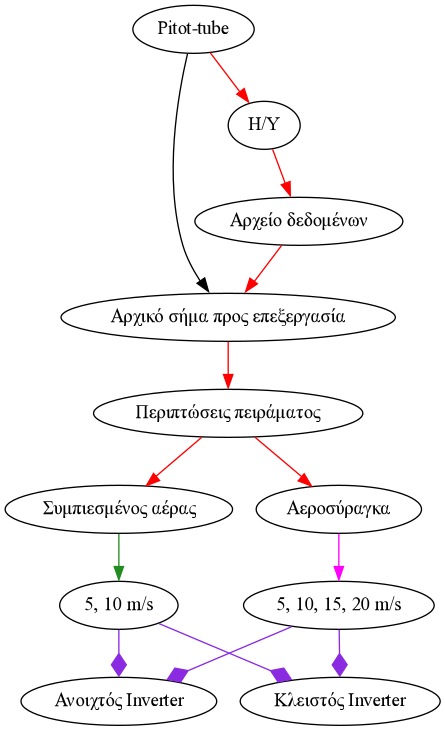 Pitot-tube
Η/Υ
Αρχείο δεδομένων
Αρχικό σήμα προς επεξεργασία
Περιπτώσεις πειράματος
Συμπιεσμένος αέρας
Αεροσύραγκα
5, 10 m/s
5, 10, 15, 20 m/s
Ανοιχτός Inverter
Κλειστός Inverter